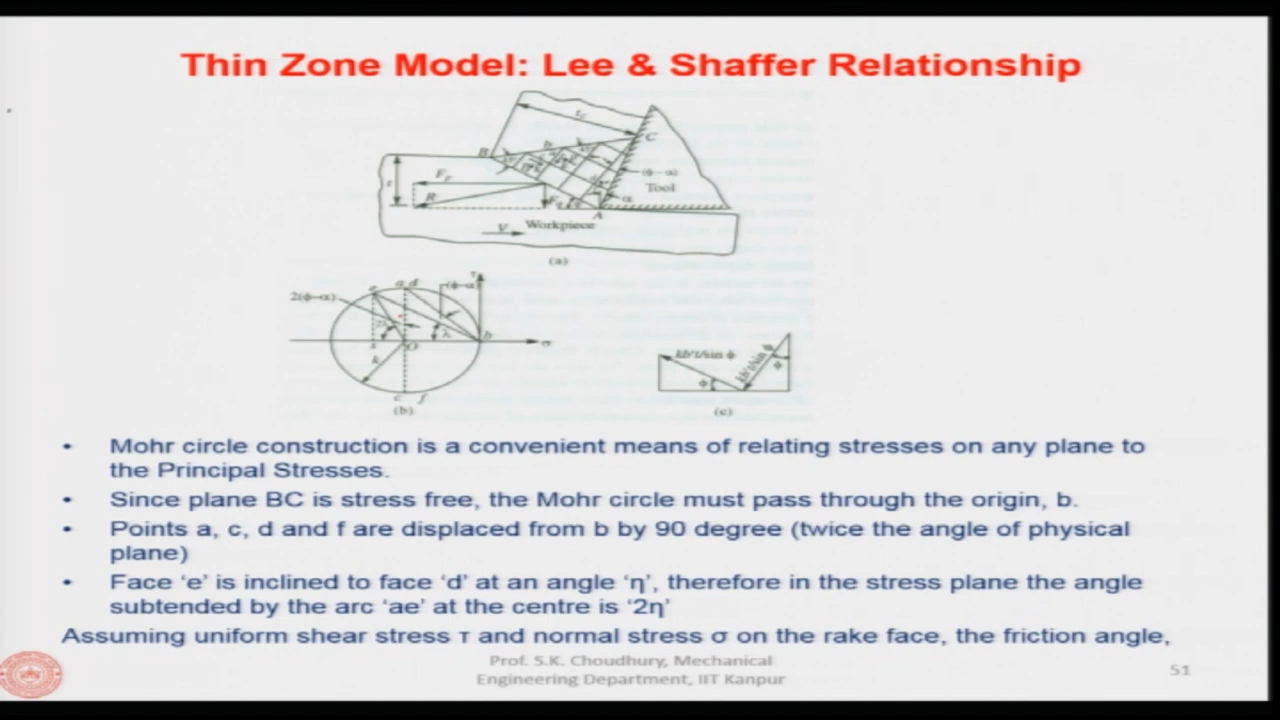 Thin Zone Model: Lee & Shaffer Relationship
B
C
(φ−α)
Tool
α
A
R
t
V
Workpiece
(a)
2(φ−α)
e
a d
(φ−α)
λ
b
σ
O
k
c f
(b)
kb't/sin φ
kb't/sin φ
φ
φ
(c)
• Mohr circle construction is a convenient means of relating stresses on any plane to
the Principal Stresses.
• Since plane BC is stress free, the Mohr circle must pass through the origin, b.
• Points a, c, d and f are displaced from b by 90 degree (twice the angle of physical
plane)
• Face ‘e’ is inclined to face ‘d’ at an angle ‘η’, therefore in the stress plane the angle
subtended by the arc ‘ae’ at the centre is ‘2η’
Assuming uniform shear stress τ and normal stress σ on the rake face, the friction angle,
Prof. S.K. Choudhury, Mechanical
Engineering Department, IIT Kanpur
51